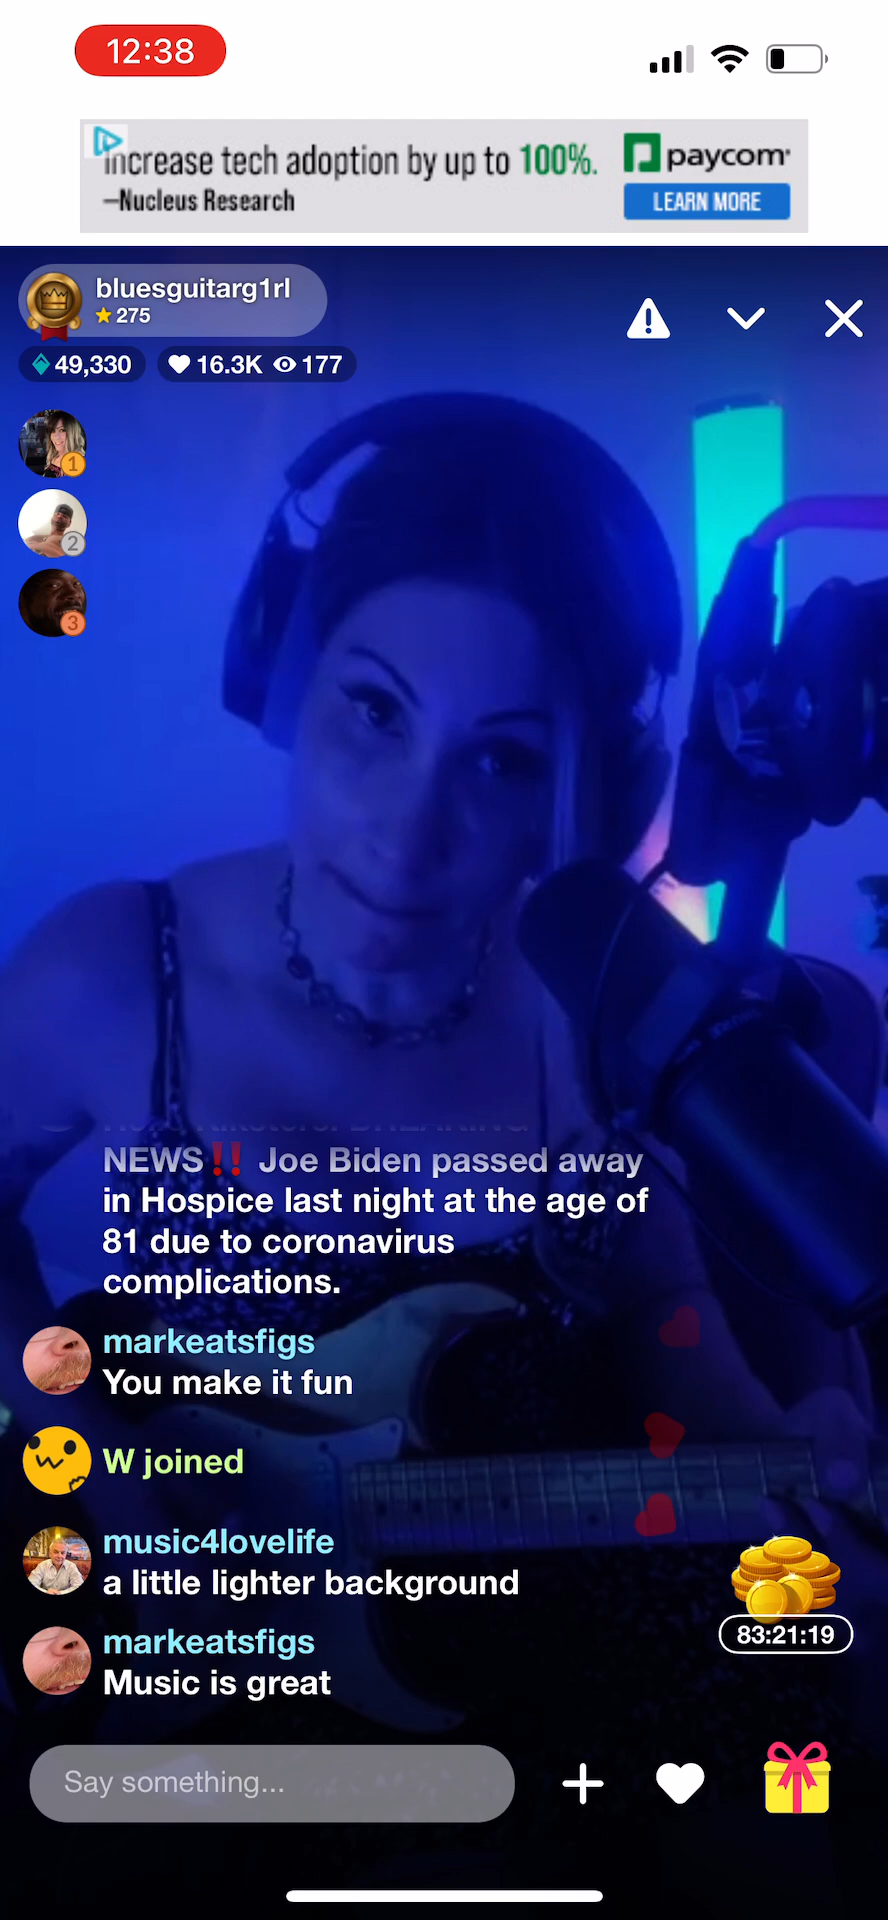 12:38
Increase tech adoption by up to 100%.
—Nucleus Research
paycom
LEARN MORE
bluesguitarg1rl
275
49,330
16.3K
177
1
2
3
BREAKING
NEWS‼️ Joe Biden passed away
in Hospice last night at the age of
81 due to coronavirus
complications.
markeatsfigs
You make it fun
W joined
music4lovelife
a little lighter background
markeatsfigs
Music is great
83:21:19
Say something...